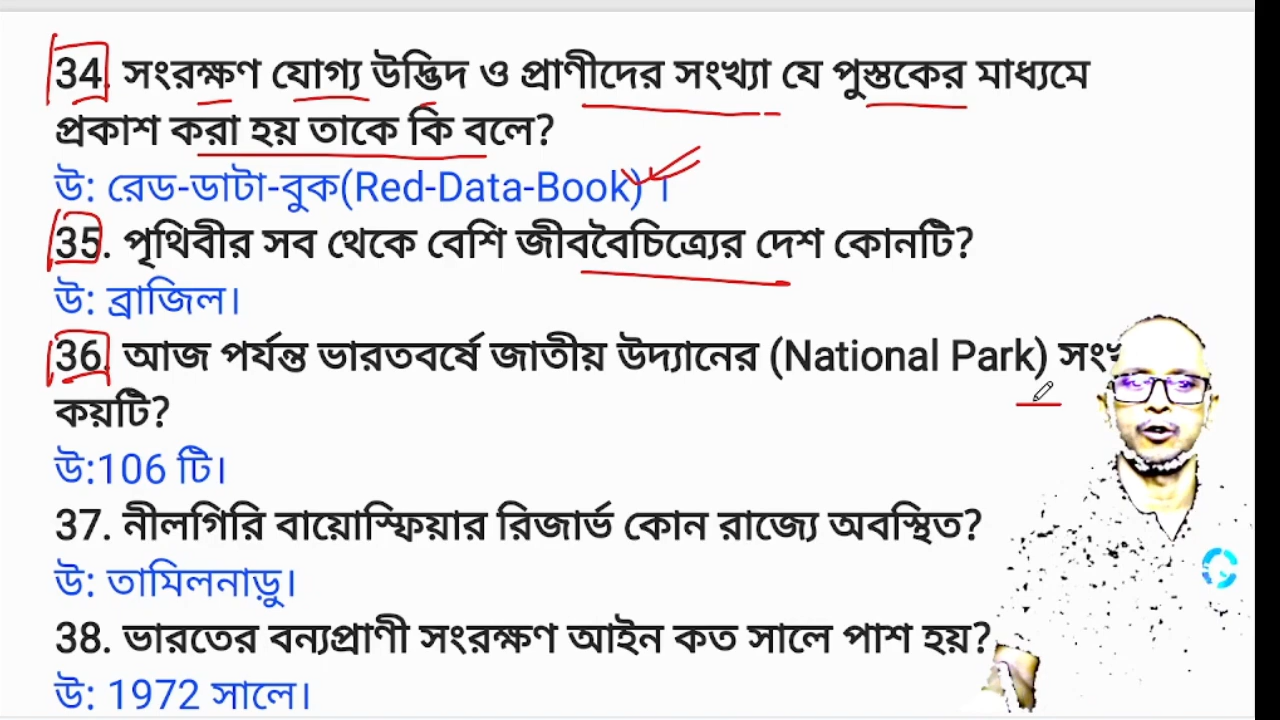 34. সংরক্ষণ যোগ্য উদ্ভিদ ও প্রাণীদের সংখ্যা যে পুস্তকের মাধ্যমে
প্রকাশ করা হয় তাকে কি বলে?
উ: রেড-ডাটা-বুক(Red-Data-Book) ।
35. পৃথিবীর সব থেকে বেশি জীববৈচিত্র্যের দেশ কোনটি?
উ: ব্রাজিল।
36. আজ পর্যন্ত ভারতবর্ষে জাতীয় উদ্যানের (National Park)
কয়টি?
উ:106 টি।
37. নীলগিরি বায়োস্ফিয়ার রিজার্ভ কোন রাজ্যে অবস্থিত?
উ: তামিলনাড়ু।
38. ভারতের বন্যপ্রাণী সংরক্ষণ আইন কত সালে পাশ হয়?
উ: 1972 সালে।